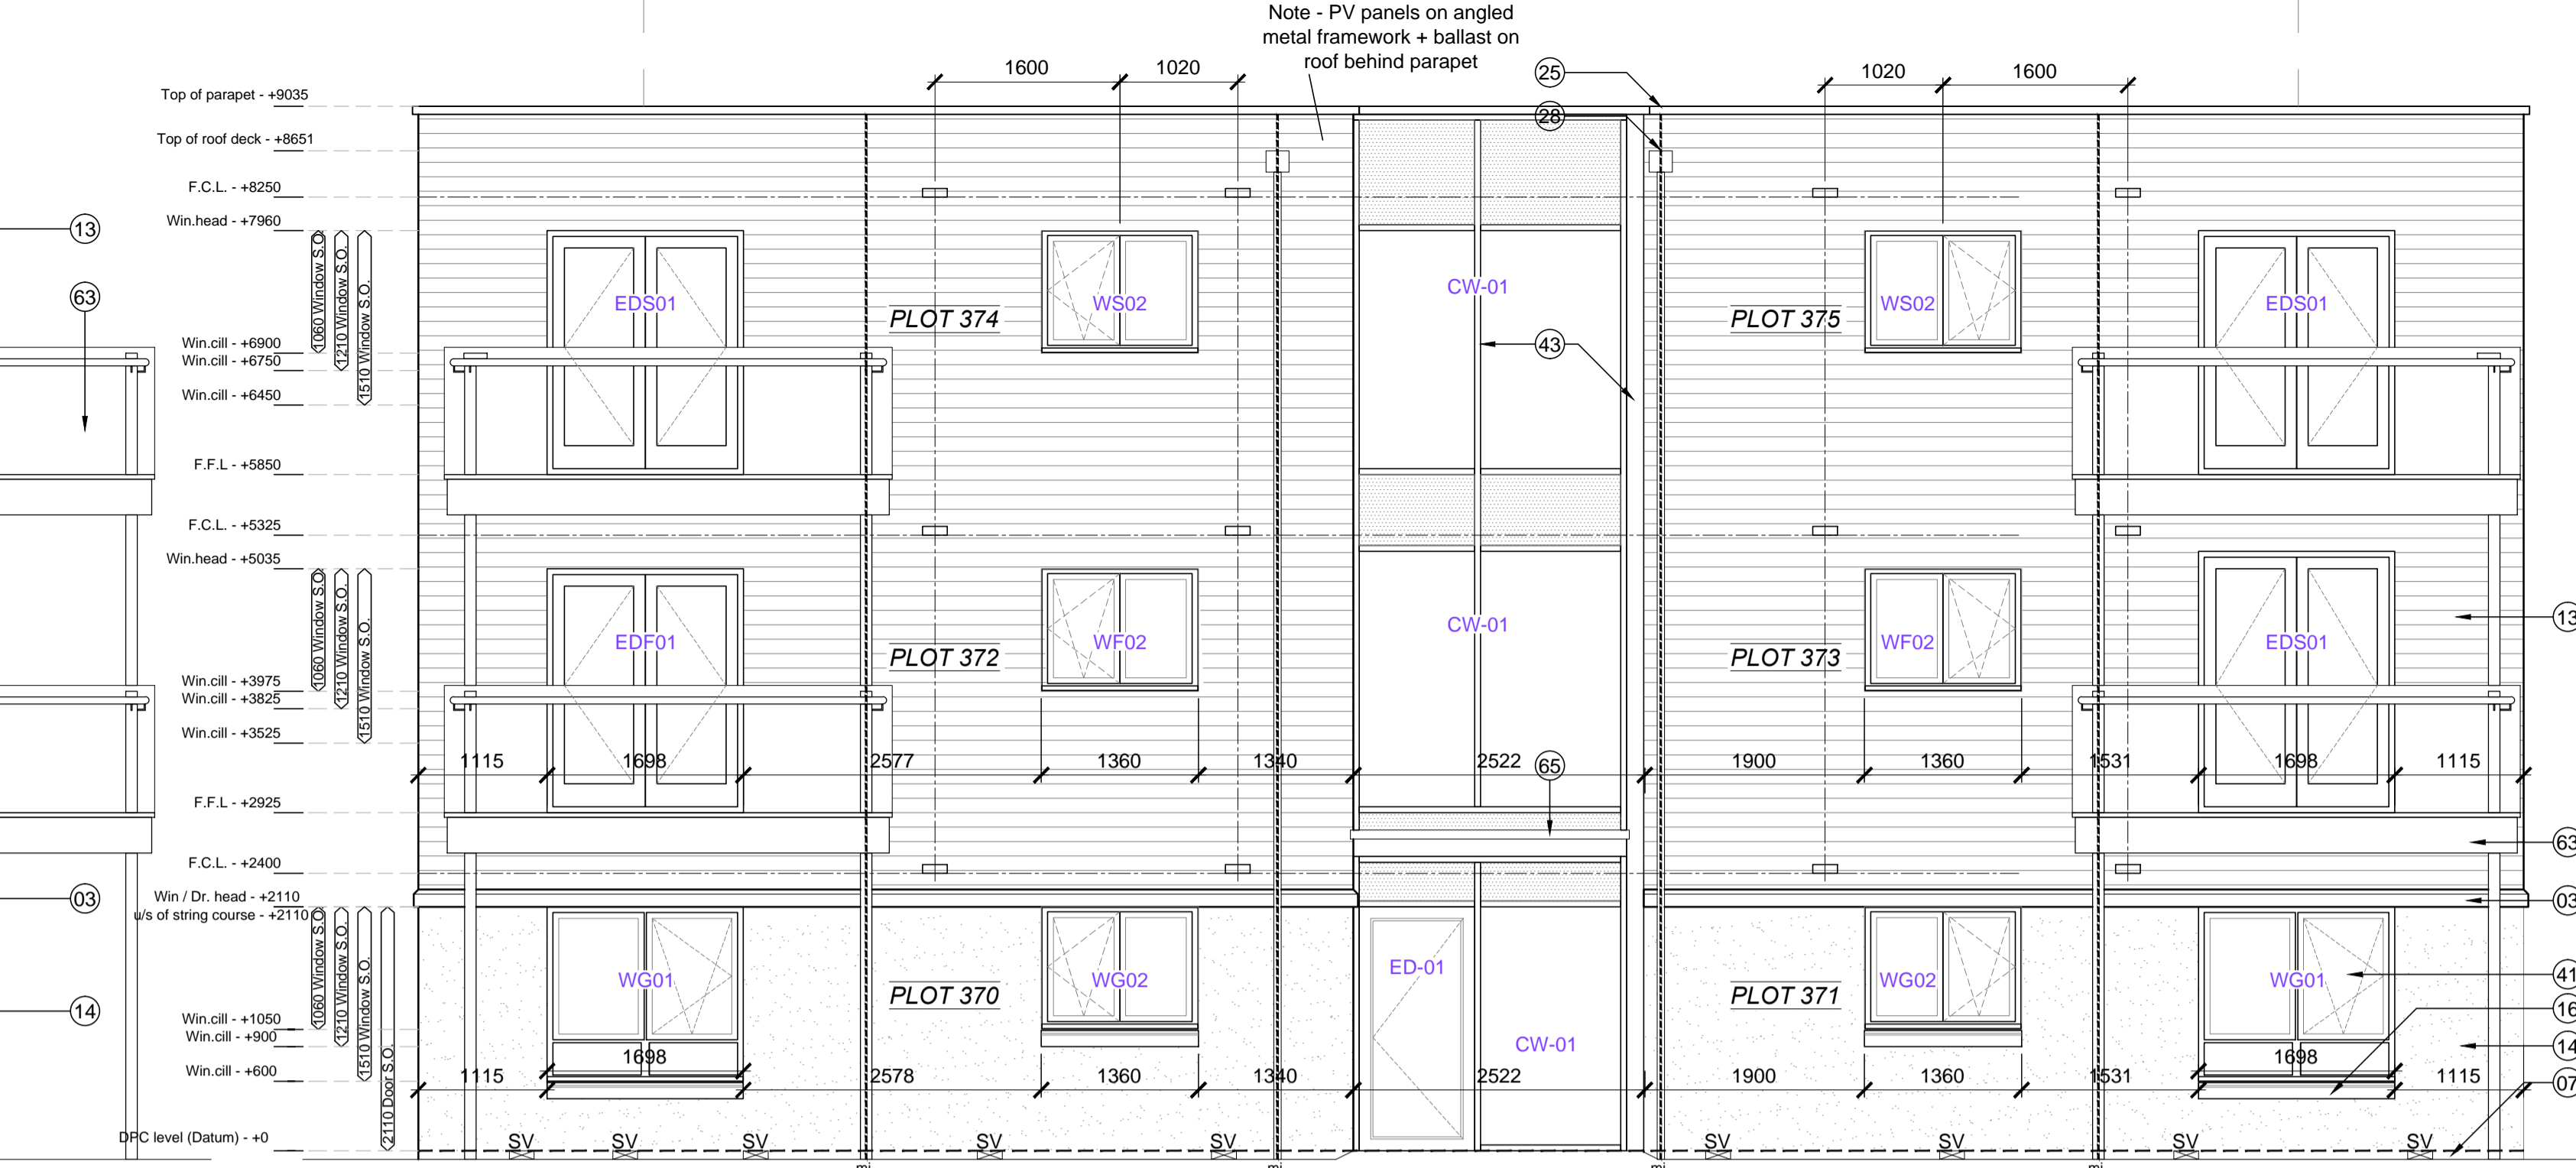 Note - PV panels on angled
metal framework + ballast on
roof behind parapet
1600
1020
25
1020
1600
Top of parapet - +9035
28
Top of roof deck - +8651
F.C.L. - +8250
Win.head - +7960
13
63
1060 Window S.O.
1210 Window S.O.
1510 Window S.O.
EDS01
PLOT 374
WS02
CW-01
PLOT 375
WS02
EDS01
43
Win.cill - +6900
Win.cill - +6750
Win.cill - +6450
F.F.L - +5850
F.C.L. - +5325
Win.head - +5035
1060 Window S.O.
1210 Window S.O.
1510 Window S.O.
EDF01
PLOT 372
WF02
CW-01
PLOT 373
WF02
EDS01
13
Win.cill - +3975
Win.cill - +3825
Win.cill - +3525
1115
1698
2577
1360
1340
2522
65
1900
1360
1531
1698
1115
F.F.L - +2925
63
F.C.L. - +2400
Win / Dr. head - +2110
u/s of string course - +2110
03
03
1060 Window S.O.
1210 Window S.O.
1510 Window S.O.
2110 Door S.O.
WG01
PLOT 370
WG02
ED-01
CW-01
PLOT 371
WG02
WG01
41
14
16
Win.cill - +1050
Win.cill - +900
14
Win.cill - +600
1115
1698
2578
1360
1340
2522
1900
1360
1531
1698
1115
07
DPC level (Datum) - +0
SV
SV
SV
SV
SV
SV
SV
SV
SV